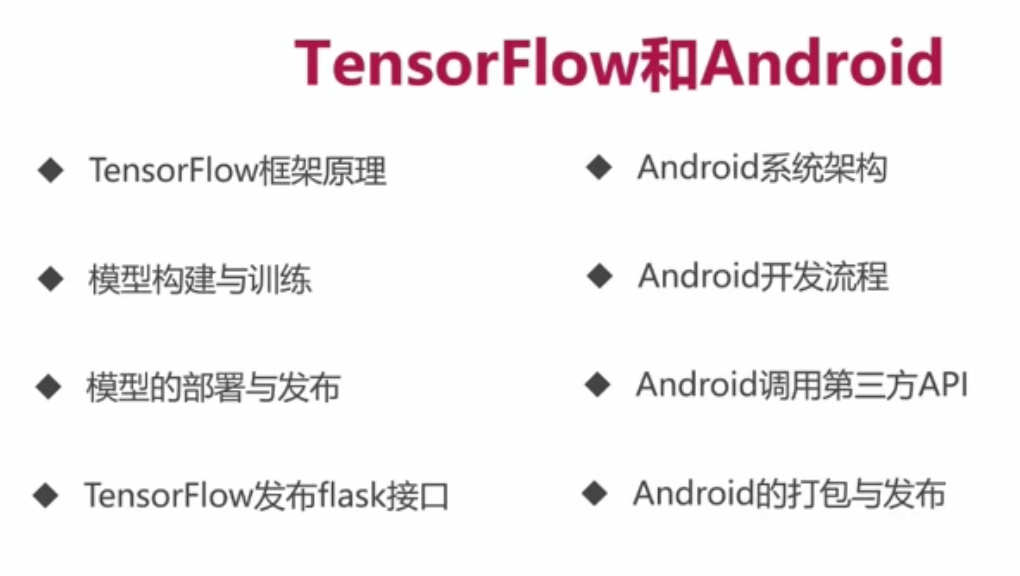 TensorFlow和Android
◆ TensorFlow框架原理
◆ 模型构建与训练
◆ 模型的部署与发布
◆ TensorFlow发布flask接口
◆ Android系统架构
◆ Android开发流程
◆ Android调用第三方API
◆ Android的打包与发布